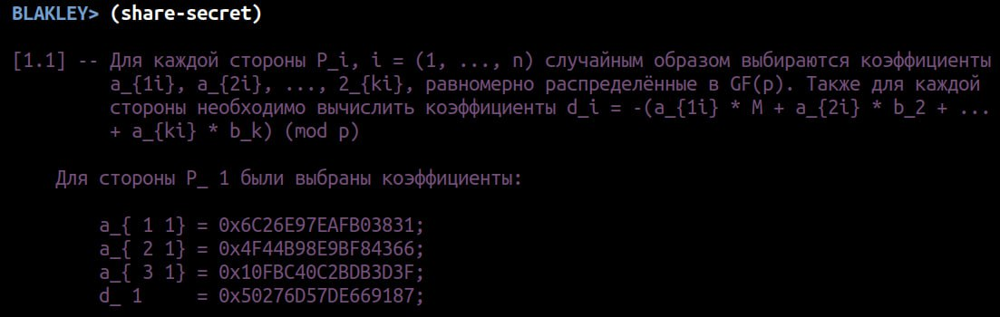 BLAKLEY> (share-secret)
[1.1] -- Для каждой стороны P_i, i = (1, ..., n) случайным образом выбираются коэффициенты
a_{1i}, a_{2i}, ..., 2_{ki}, равномерно распределённые в GF(p). Также для каждой
стороны необходимо вычислить коэффициенты d_i = -(a_{1i} * M + a_{2i} * b_2 + ...
+ a_{ki} * b_k) (mod p)
Для стороны P_ 1 были выбраны коэффициенты:
a_{ 1 1} = 0x6C26E97EAFB03831;
a_{ 2 1} = 0x4F44B98E9BF84366;
a_{ 3 1} = 0x10FBC40C2BDB3D3F;
d_ 1 = 0x50276D57DE669187;